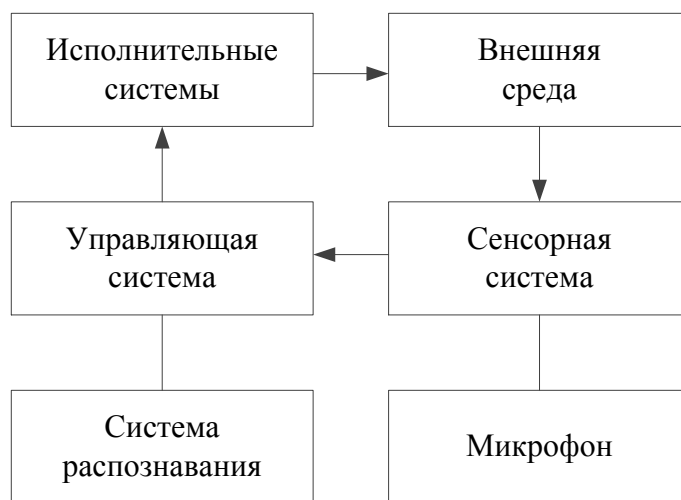 Исполнительные
системы
Внешняя
среда
Управляющая
система
Сенсорная
система
Система
распознавания
Микрофон